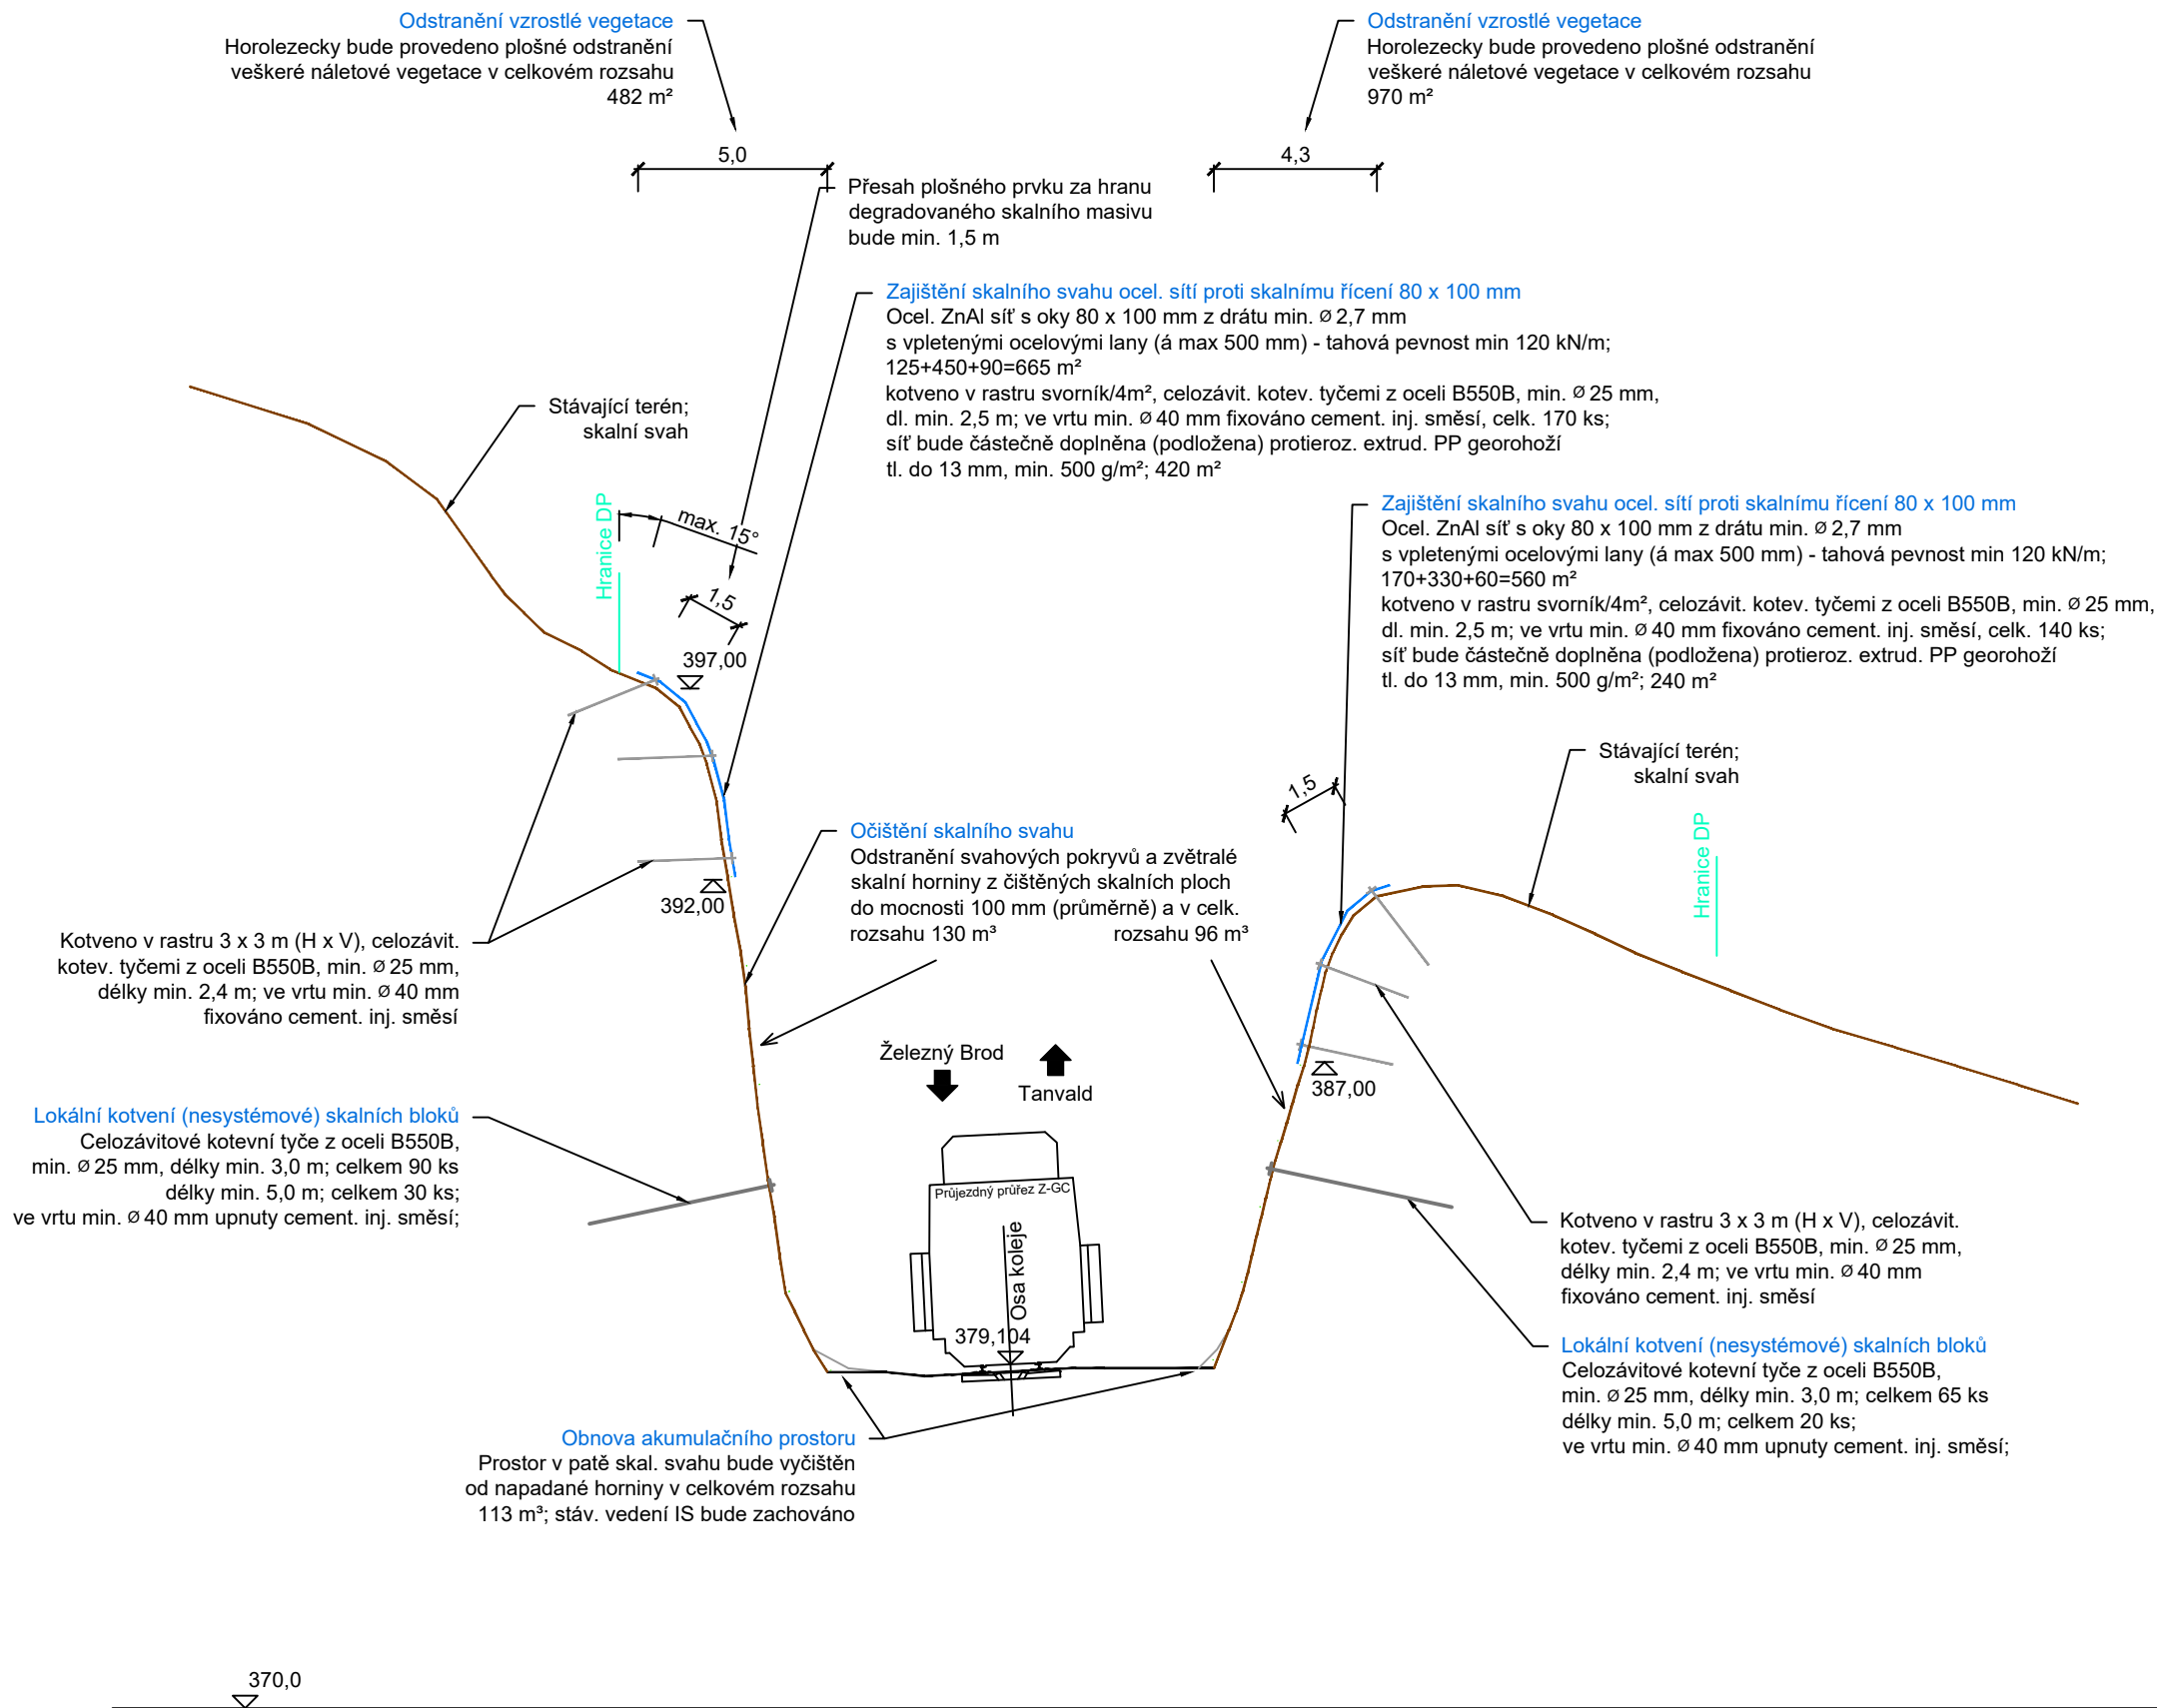 Odstranění vzrostlé vegetace
Horolezecky bude provedeno plošné odstranění
veškeré náletové vegetace v celkovém rozsahu
482 m²
Odstranění vzrostlé vegetace
Horolezecky bude provedeno plošné odstranění
veškeré náletové vegetace v celkovém rozsahu
970 m²
5,0
4,3
Přesah plošného prvku za hranu
degradovaného skalního masivu
bude min. 1,5 m
Zajištění skalního svahu ocel. sítí proti skalnímu řícení 80 x 100 mm
Ocel. ZnAl síť s oky 80 x 100 mm z drátu min. Ø 2,7 mm
s vpletenými ocelovými lany (á max 500 mm) - tahová pevnost min 120 kN/m;
125+450+90=665 m²
kotveno v rastru svorník/4m², celozávit. kotev. tyčemi z oceli B550B, min. Ø 25 mm,
dl. min. 2,5 m; ve vrtu min. Ø 40 mm fixováno cement. inj. směsí, celk. 170 ks;
síť bude částečně doplněna (podložena) protieroz. extrud. PP georohoží
tl. do 13 mm, min. 500 g/m²; 420 m²
Stávající terén;
skalní svah
Hranice DP
max. 15°
1,5
397,00
Zajištění skalního svahu ocel. sítí proti skalnímu řícení 80 x 100 mm
Ocel. ZnAl síť s oky 80 x 100 mm z drátu min. Ø 2,7 mm
s vpletenými ocelovými lany (á max 500 mm) - tahová pevnost min 120 kN/m;
170+330+60=560 m²
kotveno v rastru svorník/4m², celozávit. kotev. tyčemi z oceli B550B, min. Ø 25 mm,
dl. min. 2,5 m; ve vrtu min. Ø 40 mm fixováno cement. inj. směsí, celk. 140 ks;
síť bude částečně doplněna (podložena) protieroz. extrud. PP georohoží
tl. do 13 mm, min. 500 g/m²; 240 m²
Stávající terén;
skalní svah
1,5
Hranice DP
Očištění skalního svahu
Odstranění svahových pokryvů a zvětralé
skalní horniny z čištěných skalních ploch
do mocnosti 100 mm (průměrně) a v celk.
rozsahu 130 m³ rozsahu 96 m³
392,00
Kotveno v rastru 3 x 3 m (H x V), celozávit.
kotev. tyčemi z oceli B550B, min. Ø 25 mm,
délky min. 2,4 m; ve vrtu min. Ø 40 mm
fixováno cement. inj. směsí
Železný Brod
Tanvald
387,00
Lokální kotvení (nesystémové) skalních bloků
Celozávitové kotevní tyče z oceli B550B,
min. Ø 25 mm, délky min. 3,0 m; celkem 90 ks
délky min. 5,0 m; celkem 30 ks;
ve vrtu min. Ø 40 mm upnuty cement. inj. směsí;
Průjezdný průřez Z-GC
Osa koleje
379,104
Kotveno v rastru 3 x 3 m (H x V), celozávit.
kotev. tyčemi z oceli B550B, min. Ø 25 mm,
délky min. 2,4 m; ve vrtu min. Ø 40 mm
fixováno cement. inj. směsí
Lokální kotvení (nesystémové) skalních bloků
Celozávitové kotevní tyče z oceli B550B,
min. Ø 25 mm, délky min. 3,0 m; celkem 65 ks
délky min. 5,0 m; celkem 20 ks;
ve vrtu min. Ø 40 mm upnuty cement. inj. směsí;
Obnova akumulačního prostoru
Prostor v patě skal. svahu bude vyčištěn
od napadané horniny v celkovém rozsahu
113 m³; stáv. vedení IS bude zachováno
370,0